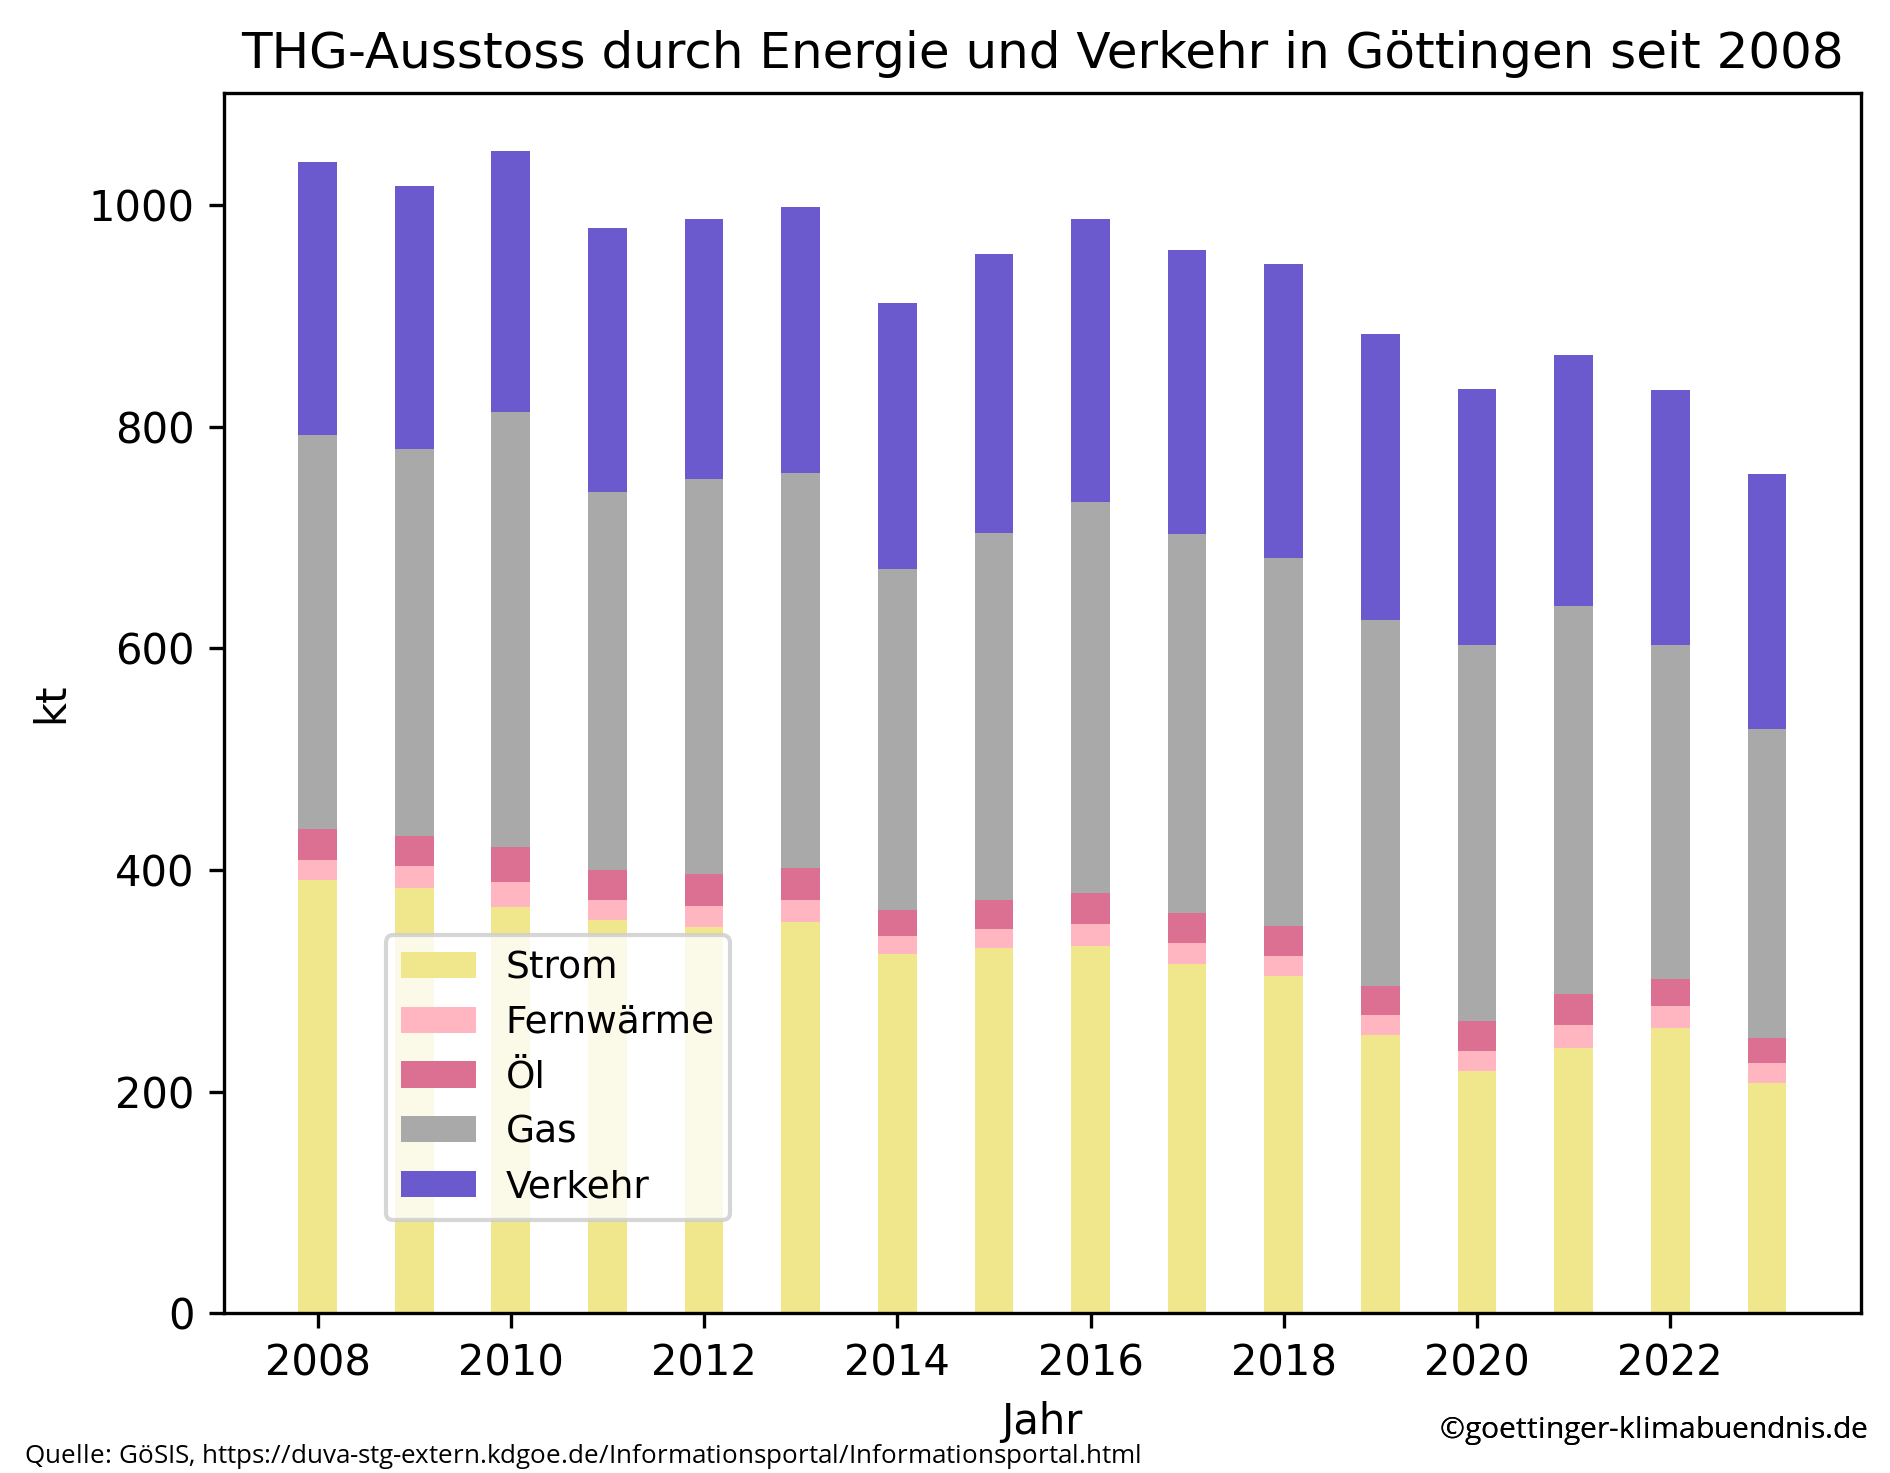 THG-Ausstoss durch Energie und Verkehr in Göttingen seit 2008
1000
800
600
400
200
0
kt
Strom
Fernwärme
Öl
Gas
Verkehr
2008 2010 2012 2014 2016 2018 2020 2022
Jahr
©goettinger-klimabuendnis.de
Quelle: GöSIS, https://duva-stg-extern.kdgoe.de/Informationsportal/Informationsportal.html